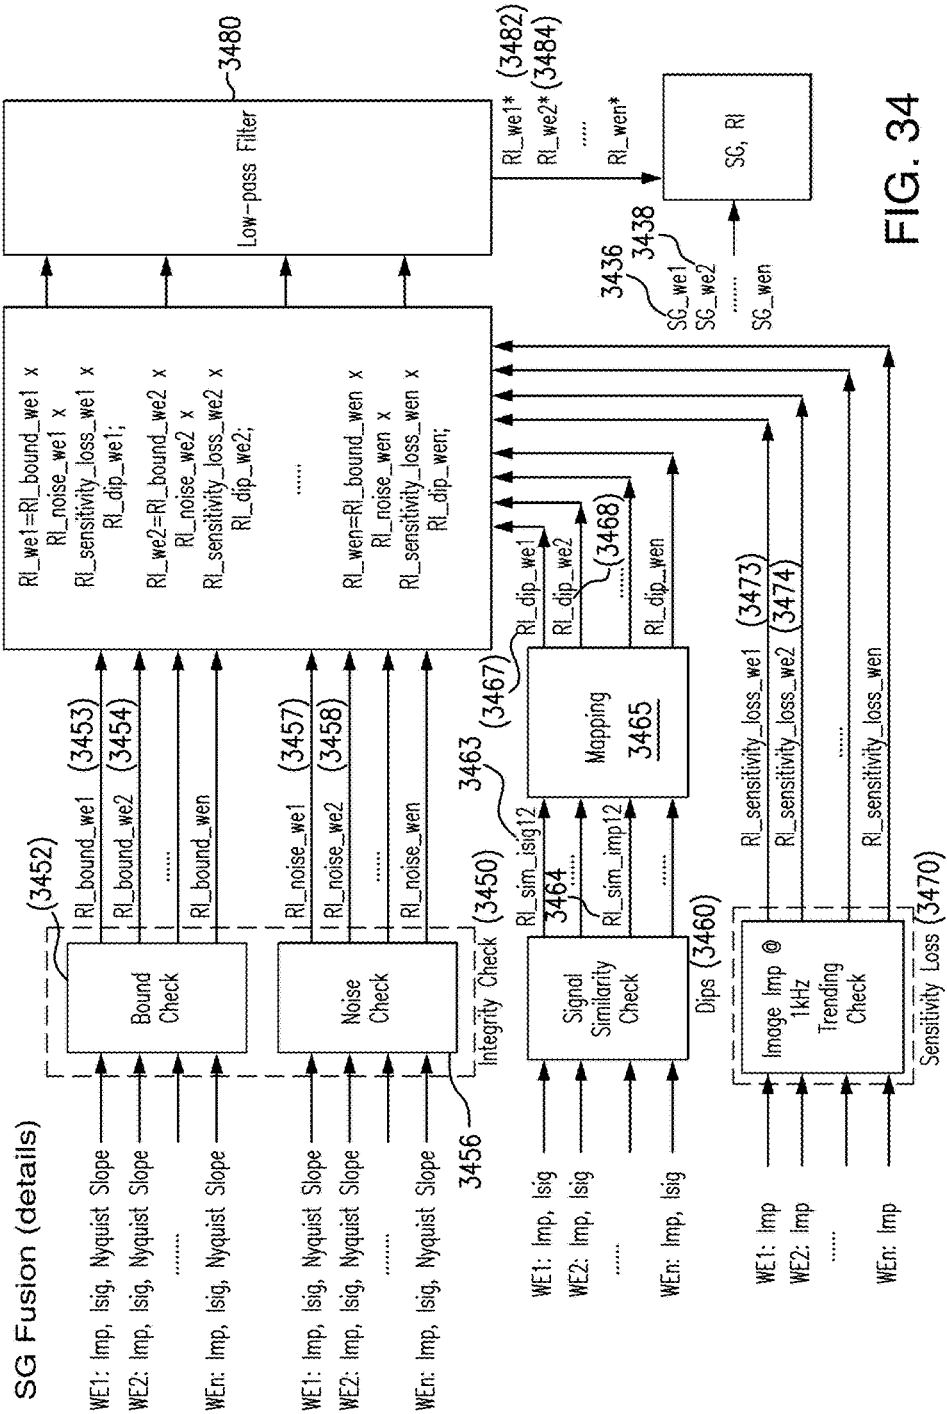 SG Fusion (details)
WE1: Imp, Isig, Nyquist Slope
WE2: Imp, Isig, Nyquist Slope
........
WEn: Imp, Isig, Nyquist Slope
(3452)
Bound
Check
RI_bound_we1 (3453)
RI_bound_we2 (3454)
.......
RI_bound_wen
WE1: Imp, Isig, Nyquist Slope
WE2: Imp, Isig, Nyquist Slope
........
WEn: Imp, Isig, Nyquist Slope
3456
Noise
Check
Integrity Check (3450)
RI_noise_we1 (3457)
RI_noise_we2 (3458)
.......
RI_noise_wen
WE1: Imp, Isig
WE2: Imp, Isig
......
WEn: Imp, Isig
Signal
Similarity
Check
Dips (3460)
RI_sim_isig12
3463
3464
.......
RI_sim_imp12
......
Mapping
3465
RI_dip_we1
(3467)
RI_dip_we2
(3468)
.......
RI_dip_wen
WE1: Imp
WE2: Imp
......
WEn: Imp
Image Imp @
1kHz
Trending
Check
Sensitivity Loss (3470)
RI_sensitivity_loss_we1 (3473)
RI_sensitivity_loss_we2 (3474)
......
RI_sensitivity_loss_wen
RI_we1=RI_bound_we1 x
RI_noise_we1 x
RI_sensitivity_loss_we1 x
RI_dip_we1;
RI_we2=RI_bound_we2 x
RI_noise_we2 x
RI_sensitivity_loss_we2 x
RI_dip_we2;
......
RI_wen=RI_bound_wen x
RI_noise_wen x
RI_sensitivity_loss_wen x
RI_dip_wen;
Low-pass Filter
3480
RI_we1* (3482)
RI_we2* (3484)
......
RI_wen*
3436
3438
SG_we1
SG_we2
........
SG_wen
SG, RI
FIG. 34